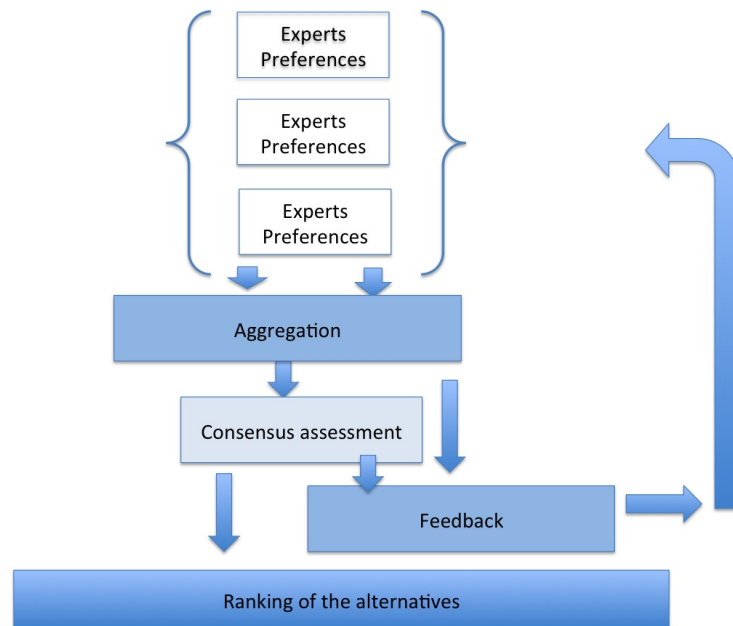 Experts
Preferences
Experts
Preferences
Experts
Preferences
Aggregation
Consensus assessment
Feedback
Ranking of the alternatives